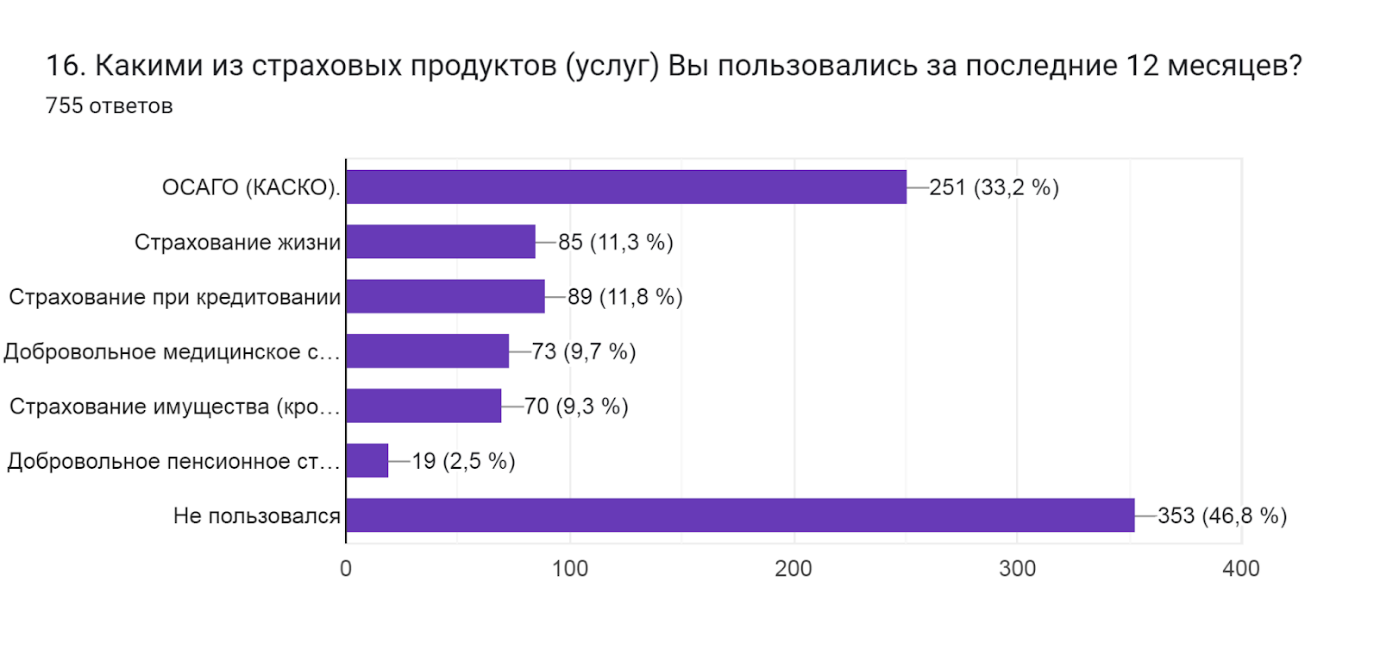 16. Какими из страховых продуктов (услуг) Вы пользовались за последние 12 месяцев?
755 ответов
ОСАГО (КАСКО).
251 (33,2 %)
Страхование жизни
85 (11,3 %)
Страхование при кредитовании
89 (11,8 %)
Добровольное медицинское с…
73 (9,7 %)
Страхование имущества (кро…
70 (9,3 %)
Добровольное пенсионное ст…
19 (2,5 %)
Не пользовался
353 (46,8 %)
0 100 200 300 400